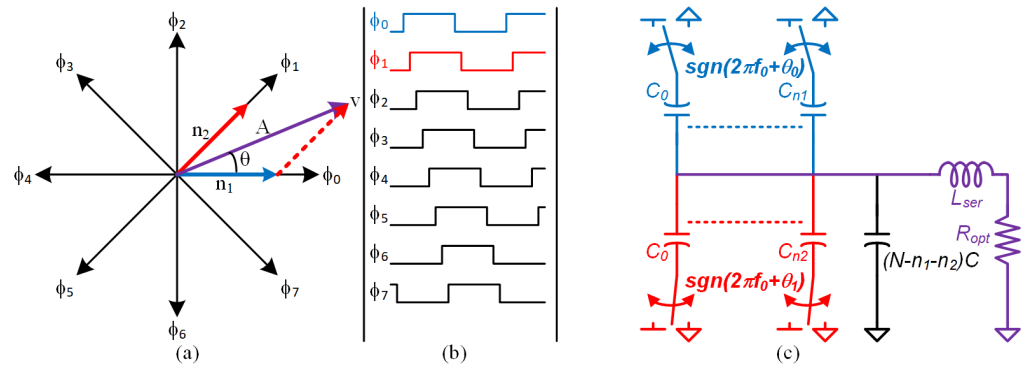 ϕ2
ϕ3
ϕ1
n2
A
v
θ
ϕ4
n1
ϕ0
ϕ5
ϕ7
ϕ6
(a)
ϕ0
ϕ1
ϕ2
ϕ3
ϕ4
ϕ5
ϕ6
ϕ7
(b)
sgn(2πf0+θ0)
C0
Cn1
Lser
C0
Cn2
Ropt
(N-n1-n2)C
sgn(2πf0+θ1)
(c)